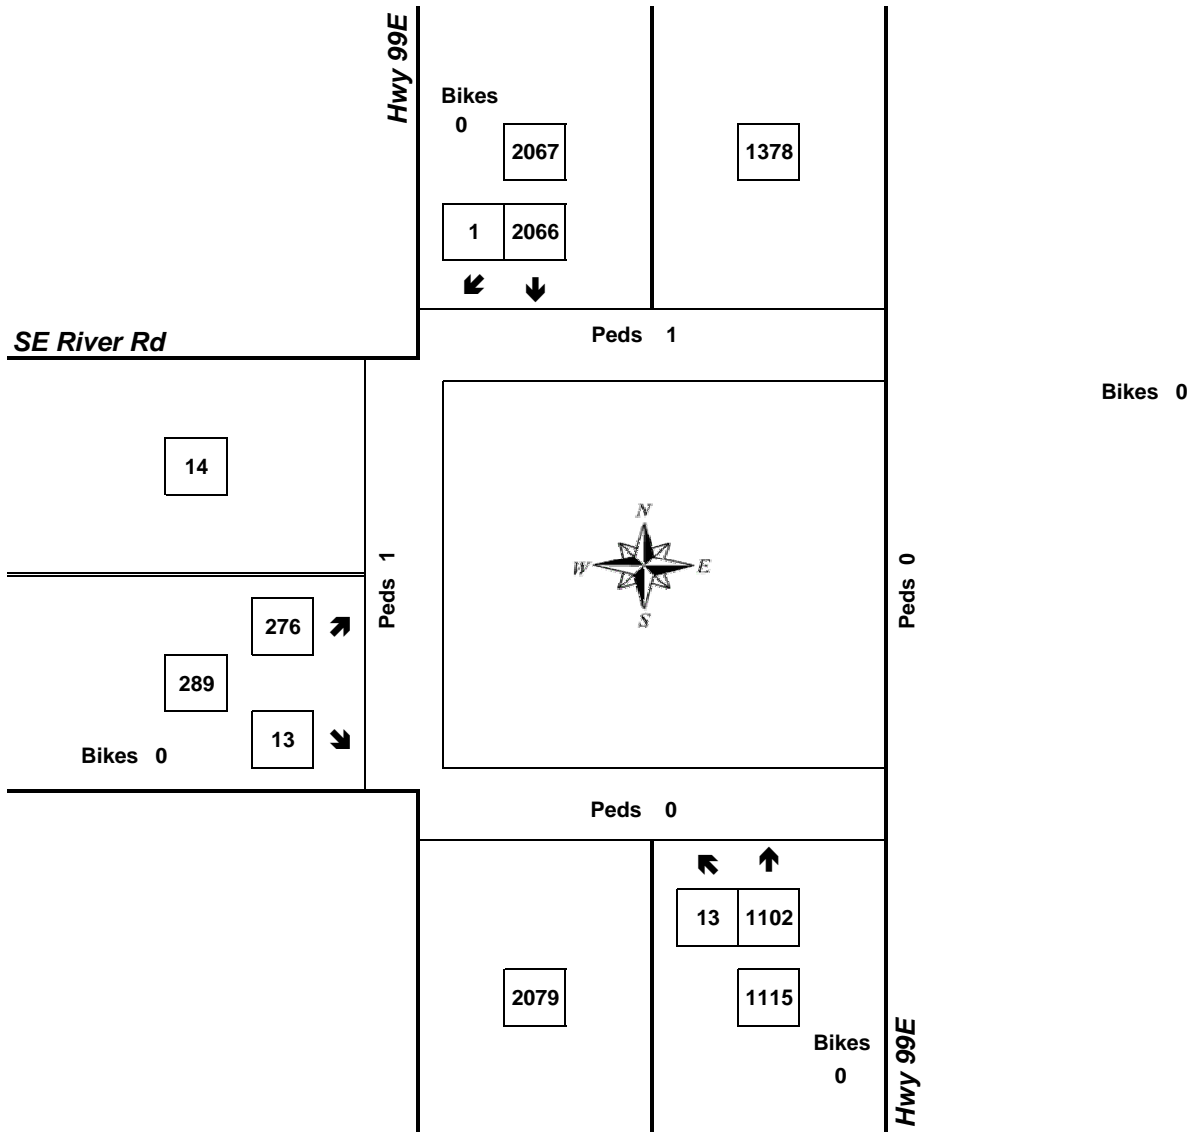 Hwy 99E
Bikes
0
2067
1378
1 2066
Peds 1
SE River Rd
Bikes 0
14
N
W E
S
Peds 1
Peds 0
276
289
13
Bikes 0
Peds 0
13 1102
2079
1115
Bikes
0
Hwy 99E